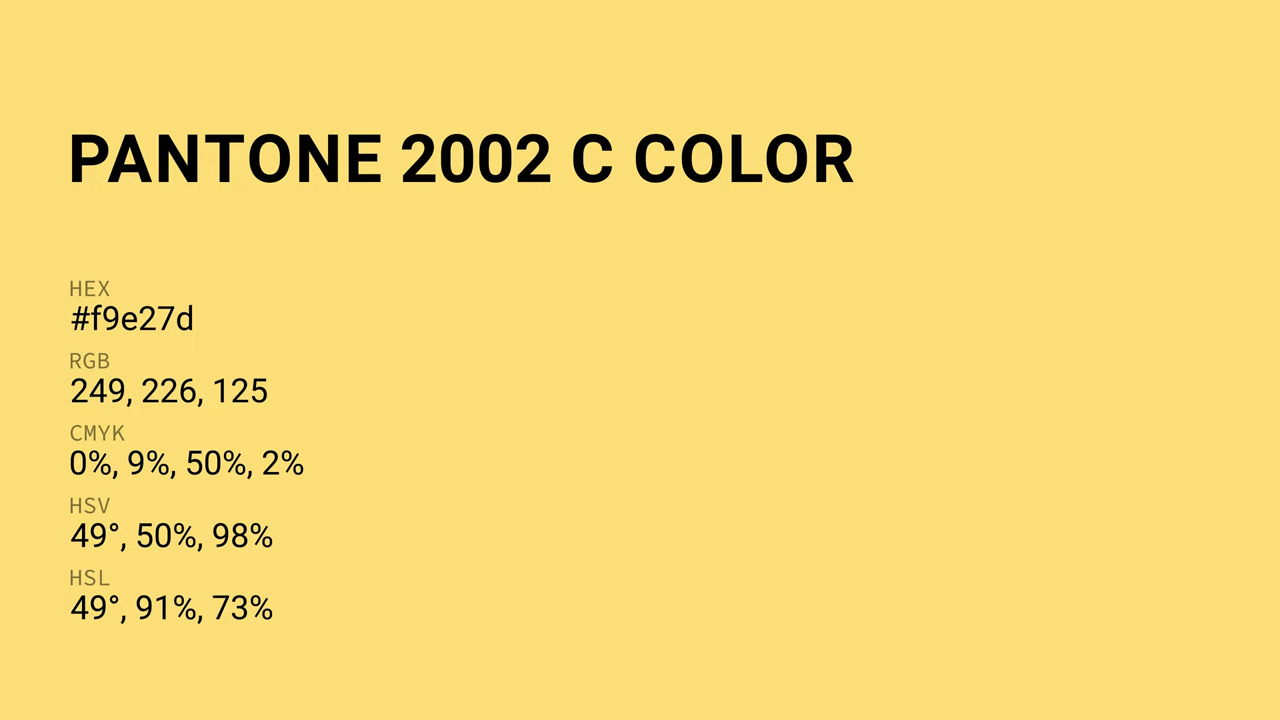 PANTONE 2002 C COLOR
HEX
#f9e27d
RGB
249, 226, 125
CMYK
0%, 9%, 50%, 2%
HSV
49°, 50%, 98%
HSL
49°, 91%, 73%